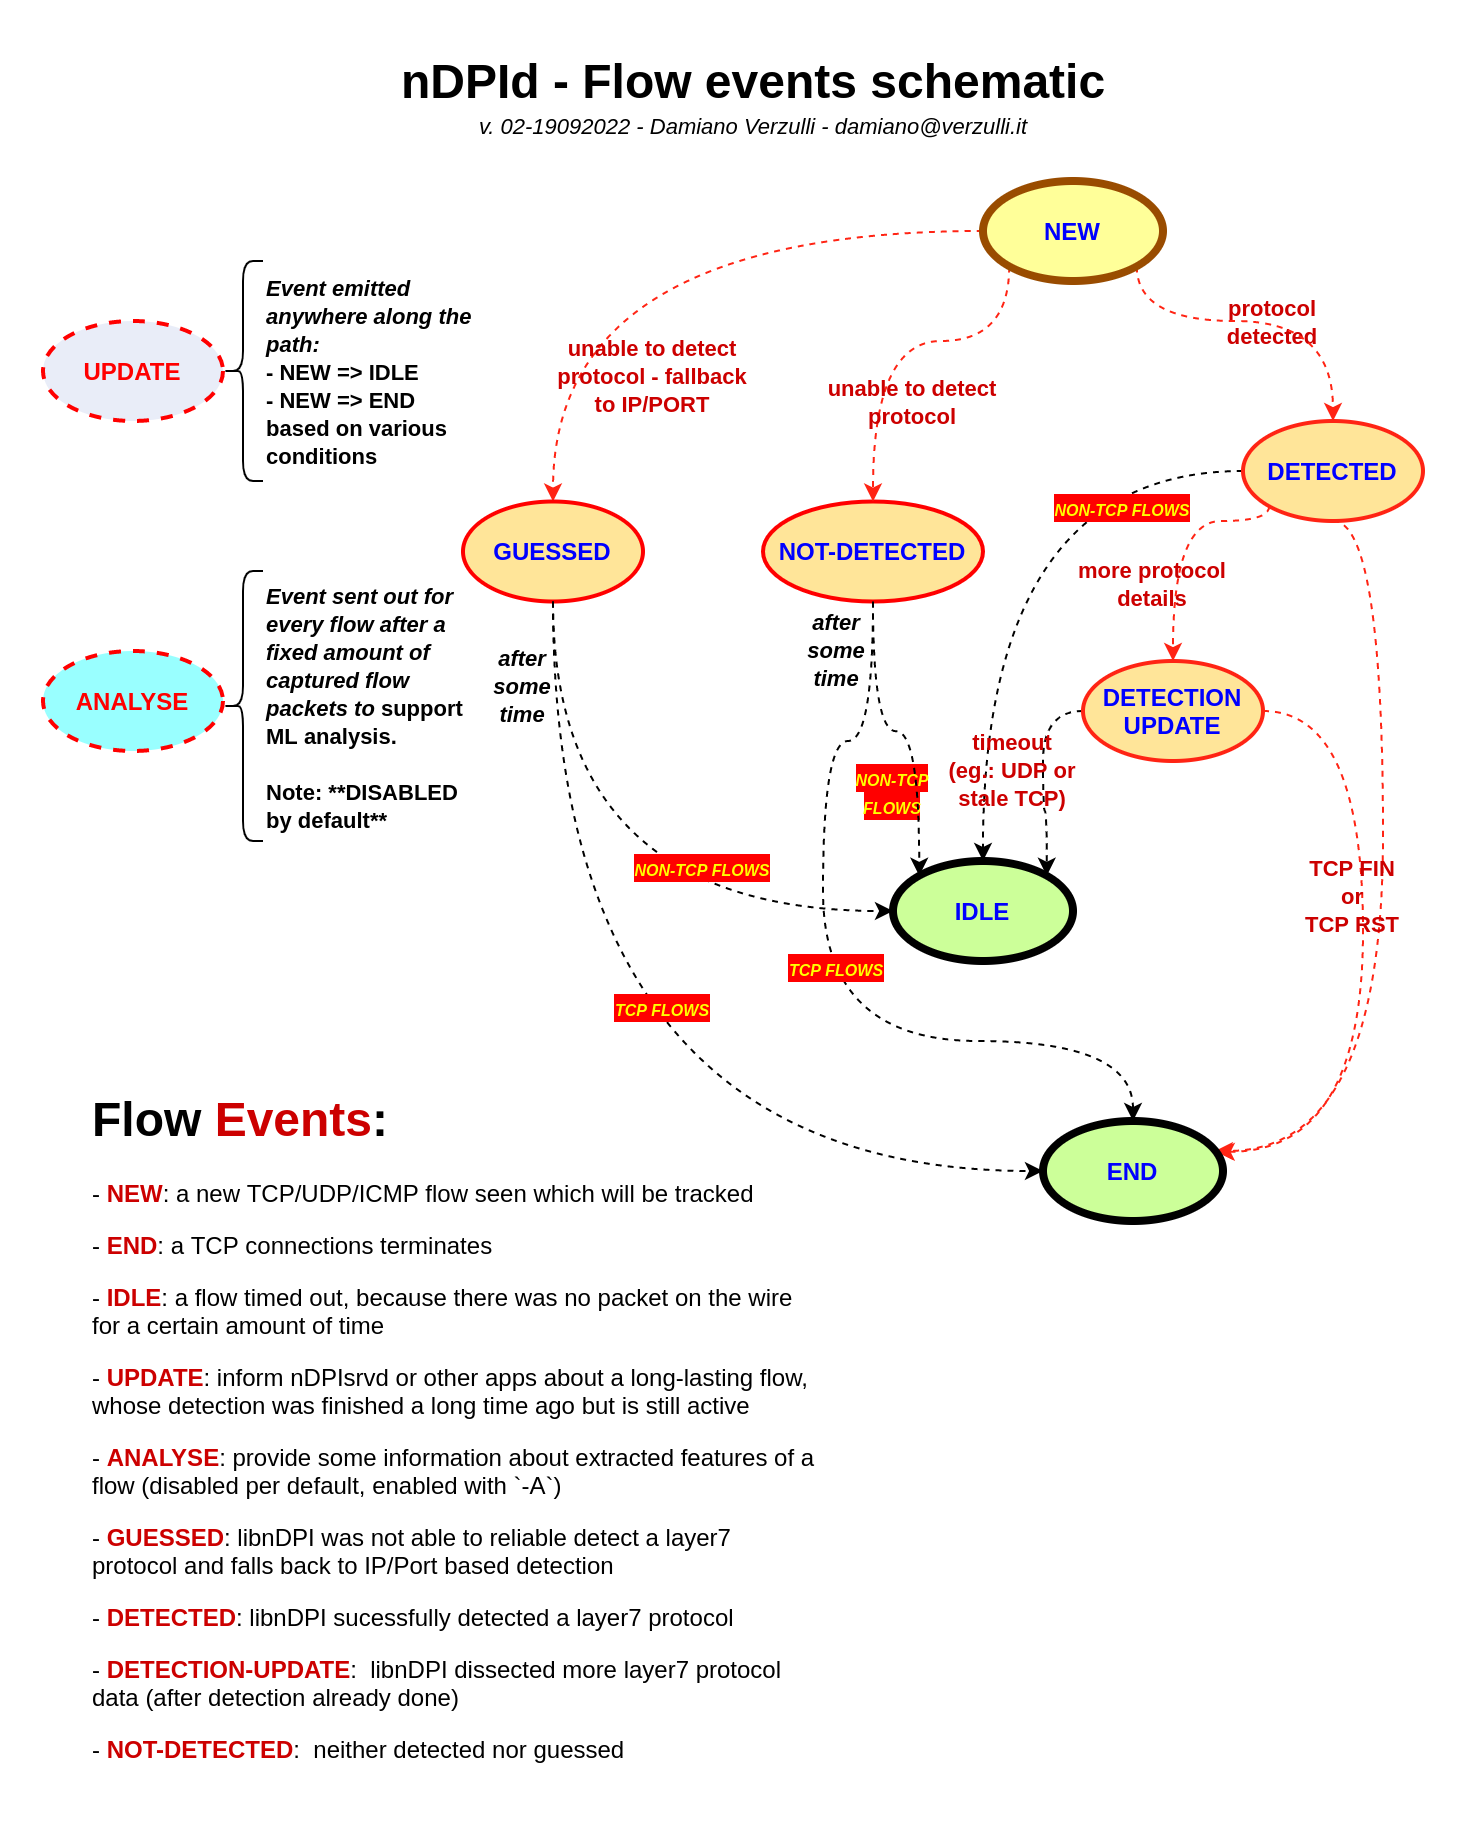 nDPId - Flow events schematic
v. 02-19092022 - Damiano Verzulli - damiano@verzulli.it
NEW
protocol
detected
unable to detect
protocol - fallback
to IP/PORT
unable to detect
protocol
UPDATE
Event emitted
anywhere along the
path:
- NEW => IDLE
- NEW => END
based on various
conditions
DETECTED
NON-TCP FLOWS
GUESSED
NOT-DETECTED
more protocol
details
ANALYSE
Event sent out for
every flow after a
fixed amount of
captured flow
packets to support
ML analysis.
Note: **DISABLED
by default**
after
some
time
after
some
time
DETECTION
UPDATE
timeout
(eg.: UDP or
stale TCP)
NON-TCP
FLOWS
NON-TCP FLOWS
IDLE
TCP FIN
or
TCP RST
TCP FLOWS
TCP FLOWS
END
Flow Events:
- NEW: a new TCP/UDP/ICMP flow seen which will be tracked
- END: a TCP connections terminates
- IDLE: a flow timed out, because there was no packet on the wire
for a certain amount of time
- UPDATE: inform nDPIsrvd or other apps about a long-lasting flow,
whose detection was finished a long time ago but is still active
- ANALYSE: provide some information about extracted features of a
flow (disabled per default, enabled with `-A`)
- GUESSED: libnDPI was not able to reliable detect a layer7
protocol and falls back to IP/Port based detection
- DETECTED: libnDPI sucessfully detected a layer7 protocol
- DETECTION-UPDATE:  libnDPI dissected more layer7 protocol
data (after detection already done)
- NOT-DETECTED:  neither detected nor guessed